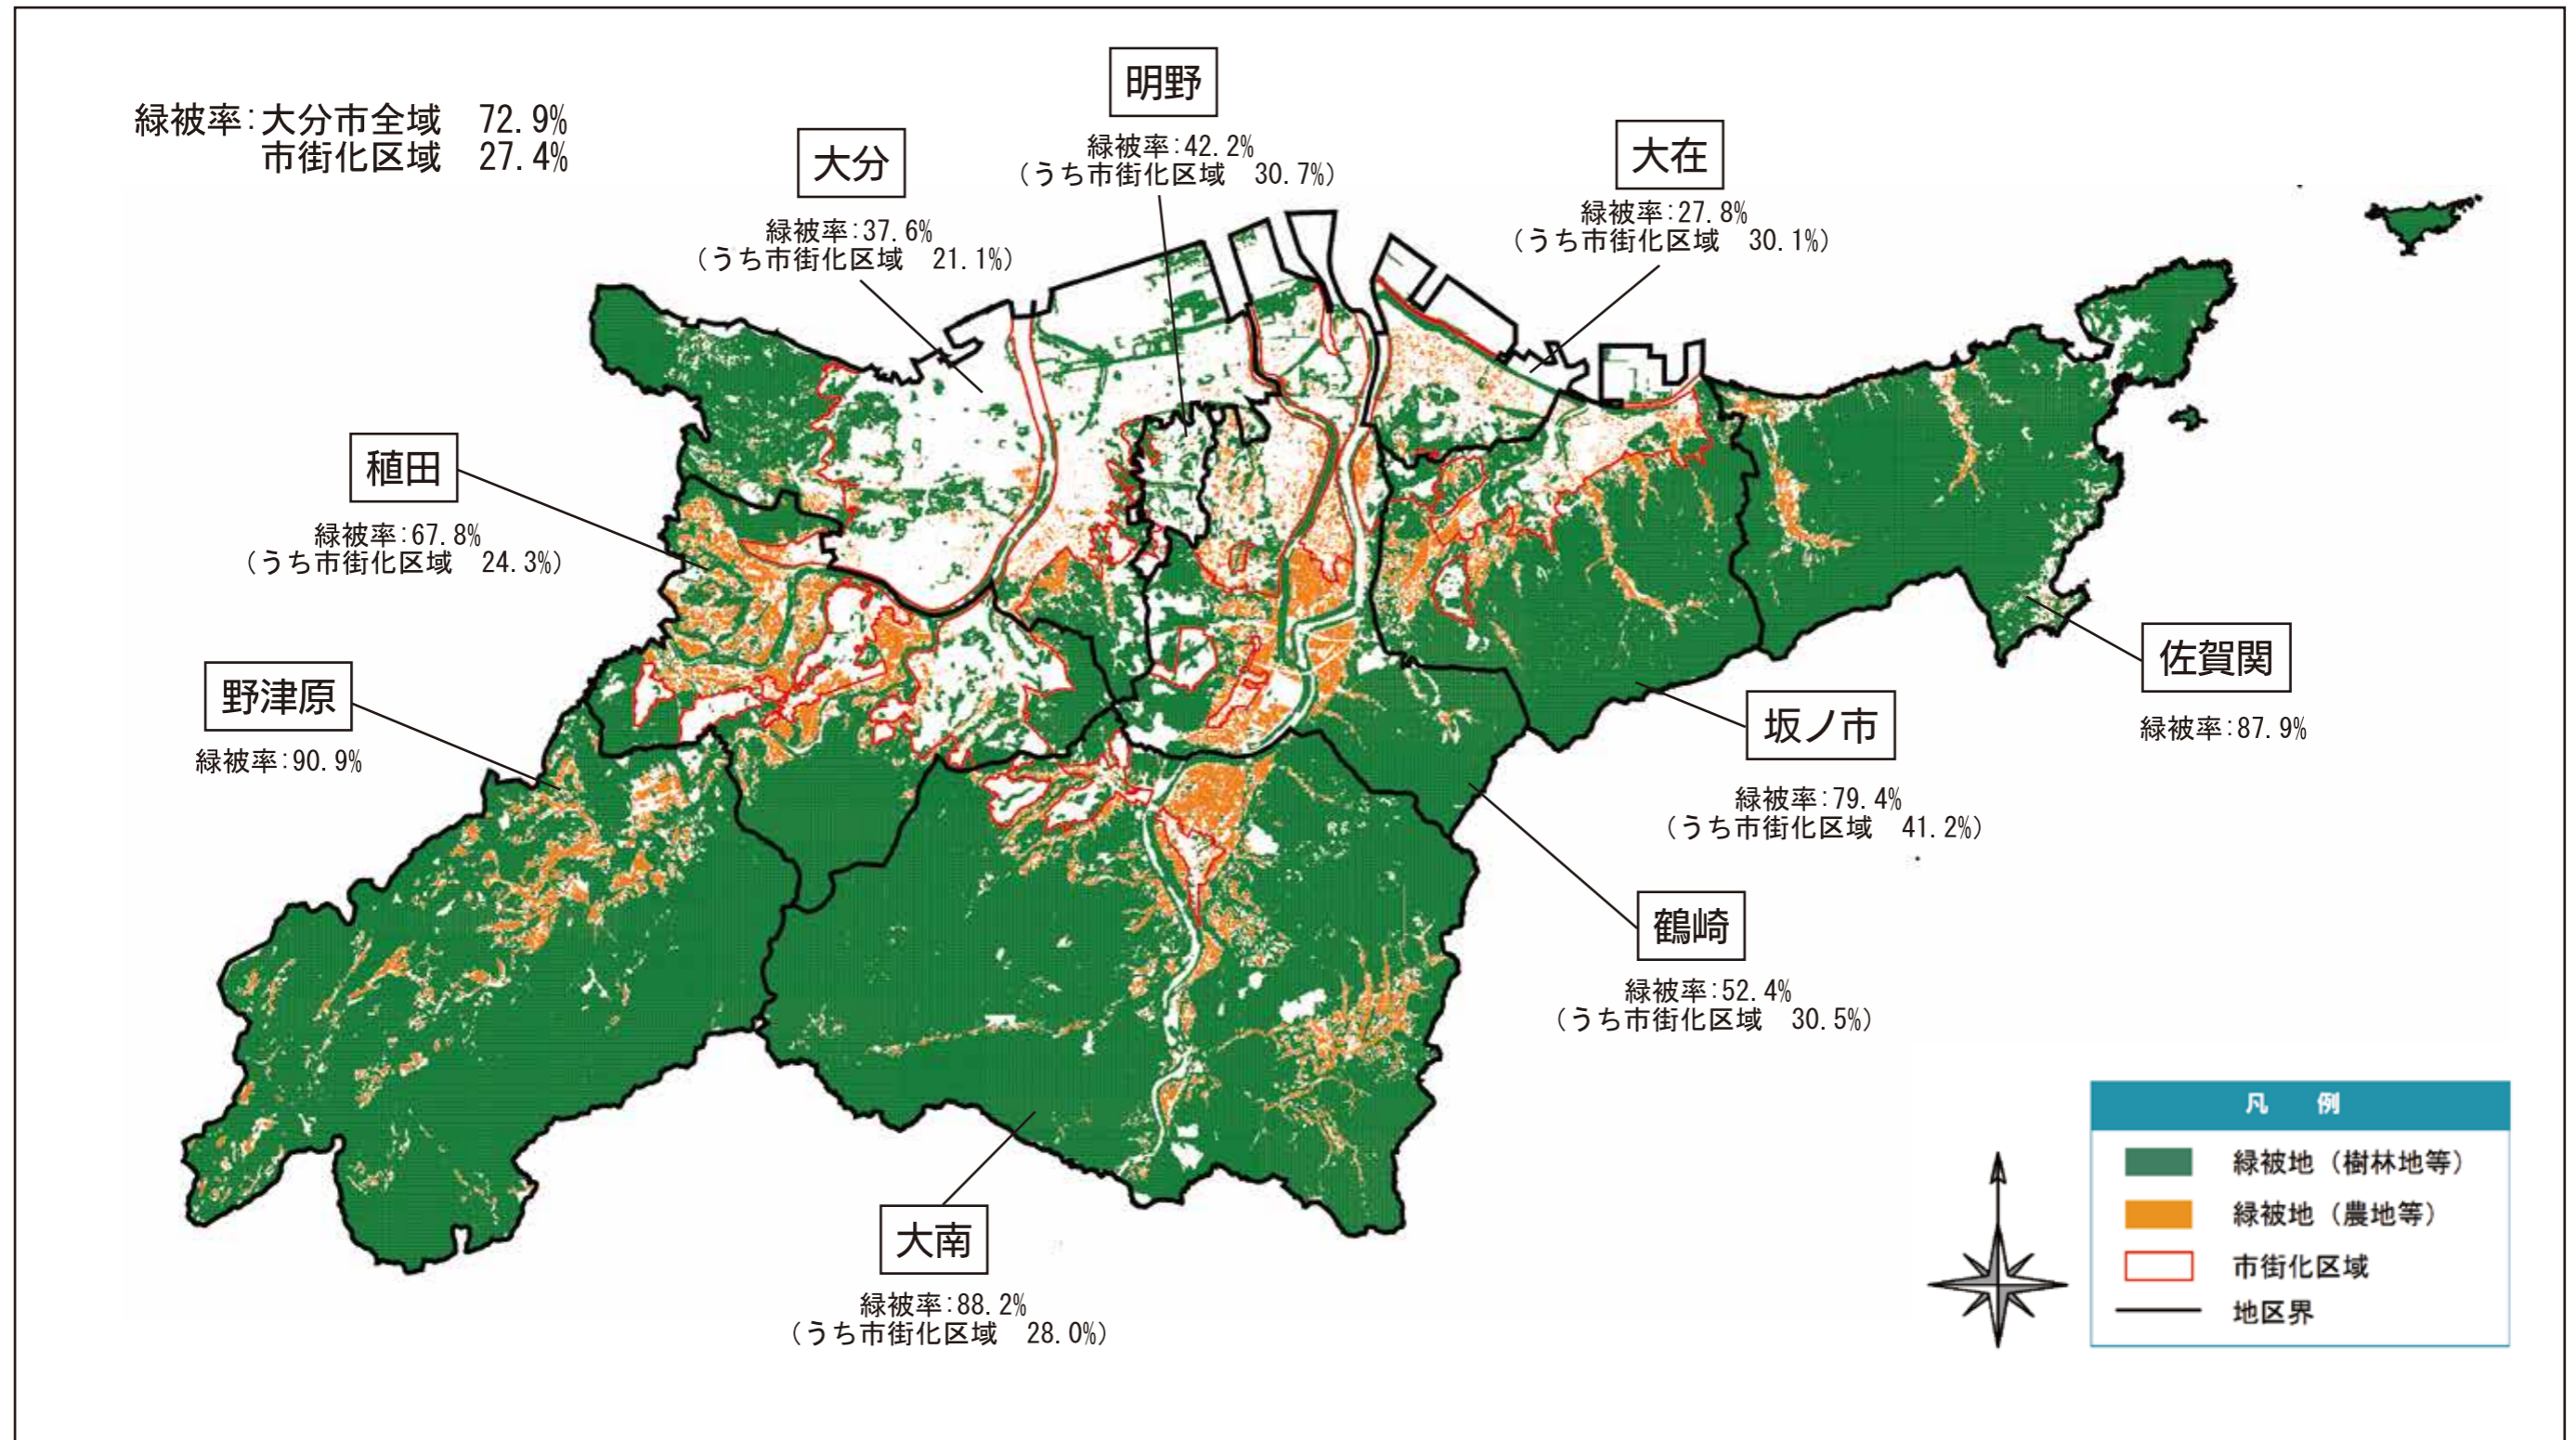 緑被率:大分市全域 72.9%
市街化区域 27.4%
明野
緑被率:42.2%
(うち市街化区域 30.7%)
大分
緑被率:37.6%
(うち市街化区域 21.1%)
大在
緑被率:27.8%
(うち市街化区域 30.1%)
稙田
緑被率:67.8%
(うち市街化区域 24.3%)
野津原
緑被率:90.9%
佐賀関
緑被率:87.9%
坂ノ市
緑被率:79.4%
(うち市街化区域 41.2%)
鶴崎
緑被率:52.4%
(うち市街化区域 30.5%)
大南
緑被率:88.2%
(うち市街化区域 28.0%)
凡 例
緑被地(樹林地等)
緑被地(農地等)
市街化区域
地区界